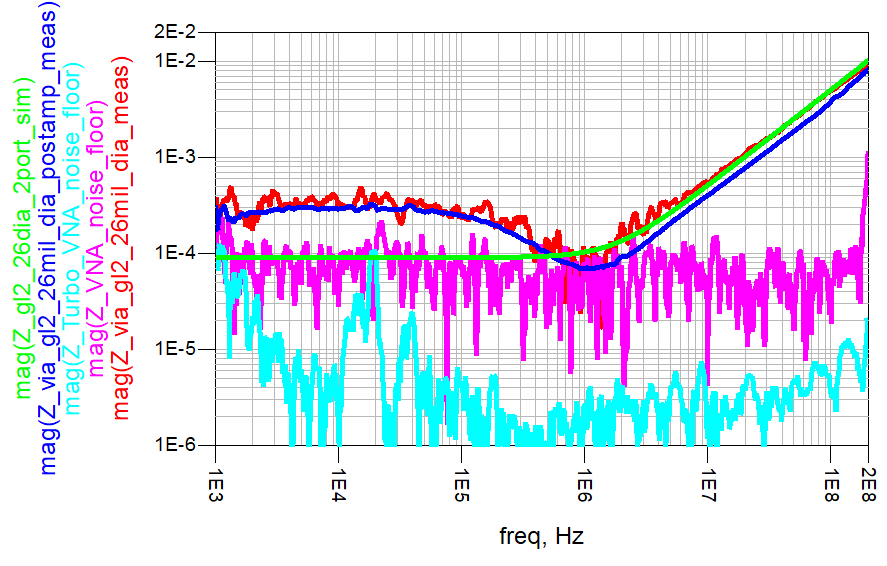 mag(Z_gl2_26dia_2port_sim)
mag(Z_via_gl2_26mil_dia_postamp_meas)
mag(Z_Turbo_VNA_noise_floor)
mag(Z_VNA_noise_floor)
mag(Z_via_gl2_26mil_dia_meas)
2E-2
1E-2
1E-3
1E-4
1E-5
1E-6
1E3
1E4
1E5
1E6
1E7
1E8
2E8
freq, Hz